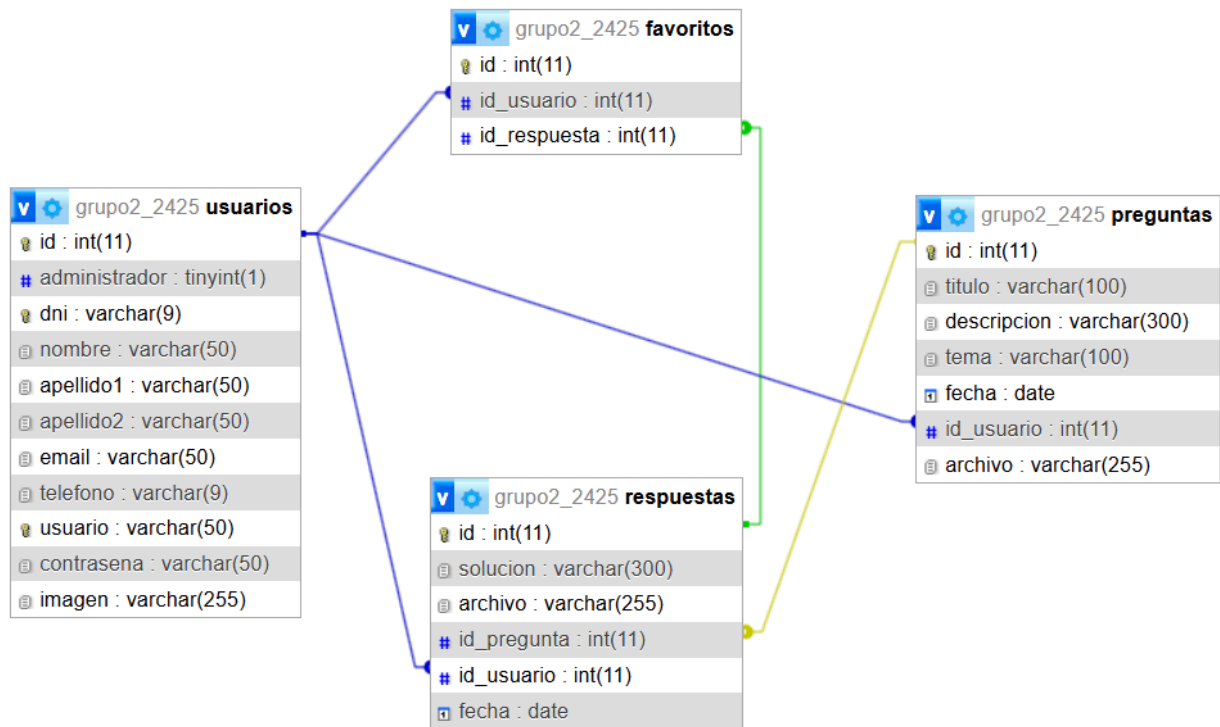 grupo2_2425 favoritos
id : int(11)
# id_usuario : int(11)
# id_respuesta : int(11)
grupo2_2425 usuarios
id : int(11)
# administrador : tinyint(1)
dni : varchar(9)
nombre : varchar(50)
apellido1 : varchar(50)
apellido2 : varchar(50)
email : varchar(50)
telefono : varchar(9)
usuario : varchar(50)
contrasena : varchar(50)
imagen : varchar(255)
grupo2_2425 preguntas
id : int(11)
titulo : varchar(100)
descripcion : varchar(300)
tema : varchar(100)
fecha : date
# id_usuario : int(11)
archivo : varchar(255)
grupo2_2425 respuestas
id : int(11)
solucion : varchar(300)
archivo : varchar(255)
# id_pregunta : int(11)
# id_usuario : int(11)
fecha : date